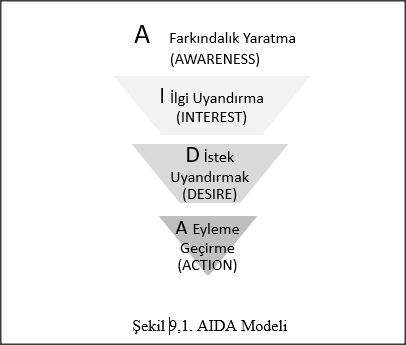 A Farkındalık Yaratma
(AWARENESS)
I İlgi Uyandırma
(INTEREST)
D İstek
Uyandırmak
(DESIRE)
A Eyleme
Geçirme
(ACTION)
Şekil 9,1. AIDA Modeli